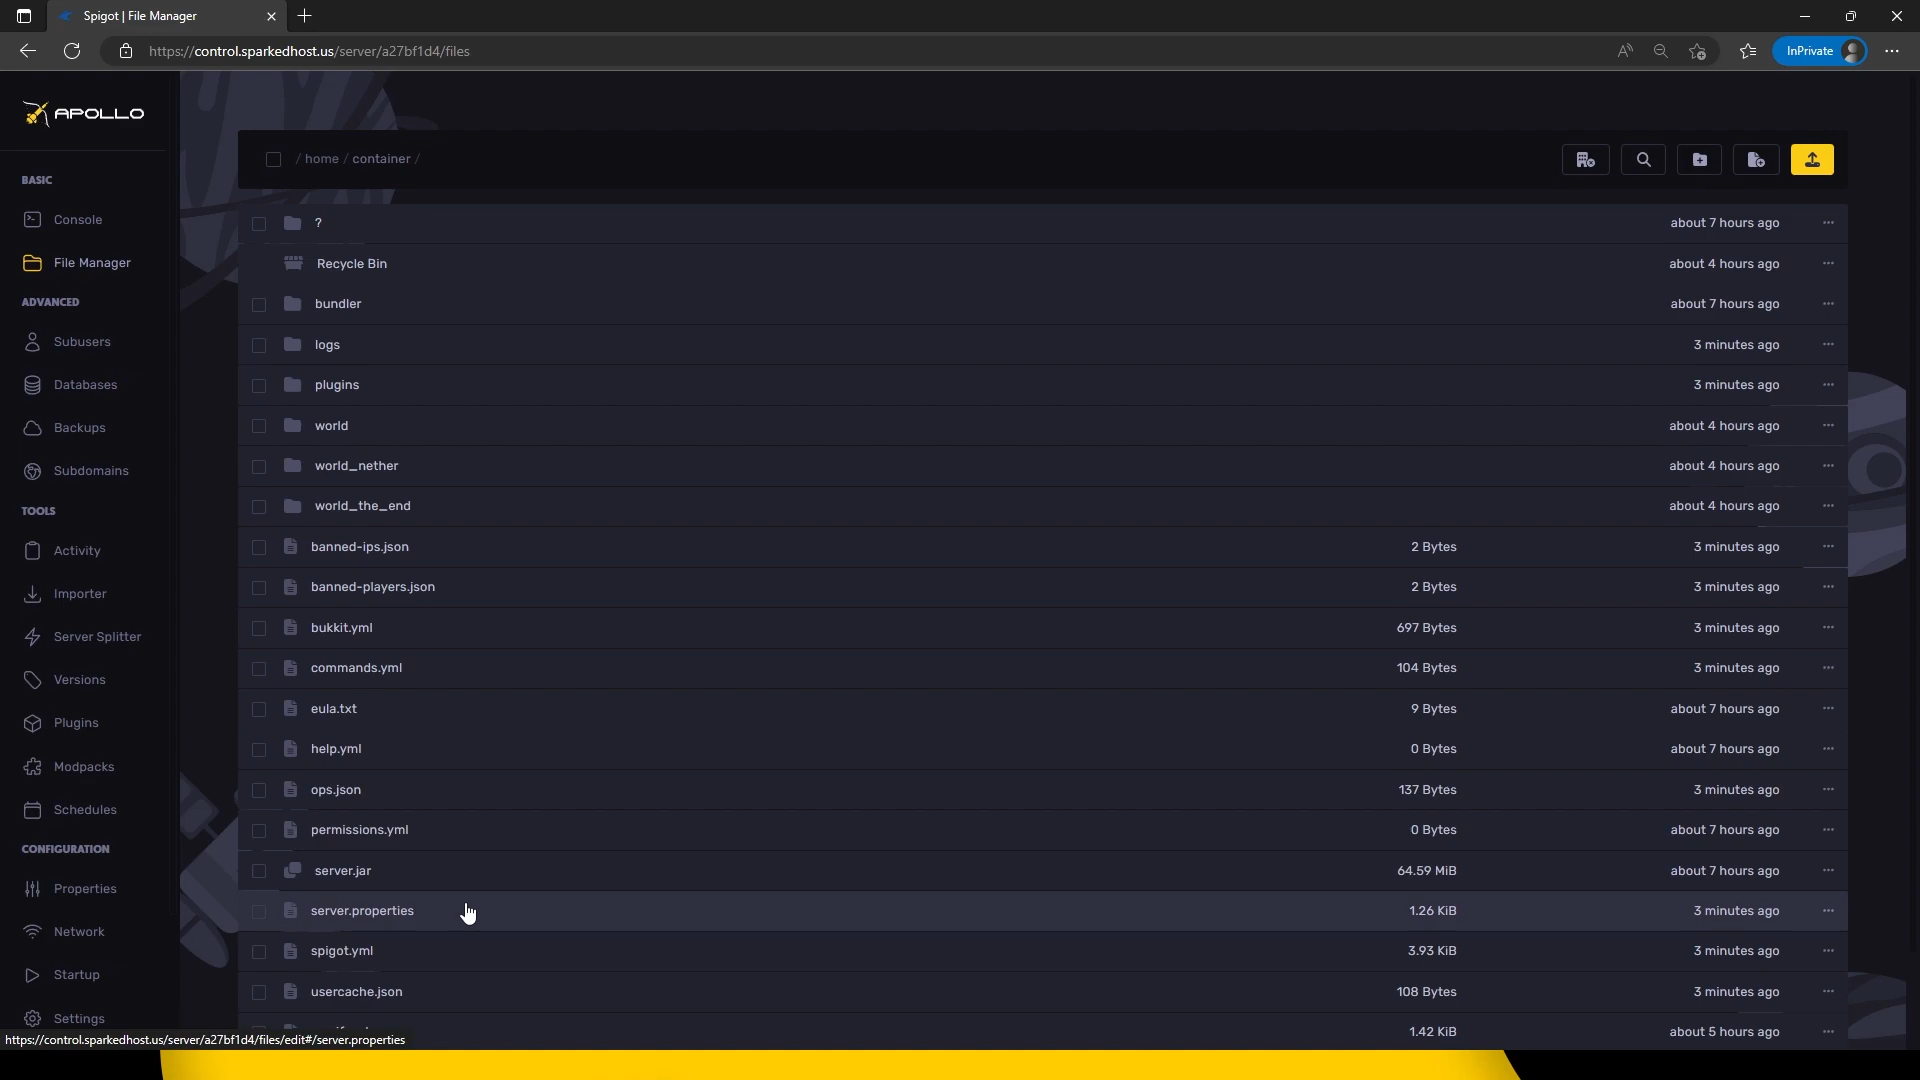 Spigot | File Manager
https://control.sparkedhost.us/server/a27bf1d4/files
InPrivate
APOLLO
BASIC
Console
File Manager
ADVANCED
Subusers
Databases
Backups
Subdomains
TOOLS
Activity
Importer
Server Splitter
Versions
Plugins
Modpacks
Schedules
CONFIGURATION
Properties
Network
Startup
Settings
/ home / container /
? about 7 hours ago
Recycle Bin about 4 hours ago
bundler about 7 hours ago
logs 3 minutes ago
plugins 3 minutes ago
world about 4 hours ago
world_nether about 4 hours ago
world_the_end about 4 hours ago
banned-ips.json 2 Bytes 3 minutes ago
banned-players.json 2 Bytes 3 minutes ago
bukkit.yml 697 Bytes 3 minutes ago
commands.yml 104 Bytes 3 minutes ago
eula.txt 9 Bytes about 7 hours ago
help.yml 0 Bytes about 7 hours ago
ops.json 137 Bytes 3 minutes ago
permissions.yml 0 Bytes about 7 hours ago
server.jar 64.59 MiB about 7 hours ago
server.properties 1.26 KiB 3 minutes ago
spigot.yml 3.93 KiB 3 minutes ago
usercache.json 108 Bytes 3 minutes ago
1.42 KiB about 5 hours ago
https://control.sparkedhost.us/server/a27bf1d4/files/edit#/server.properties